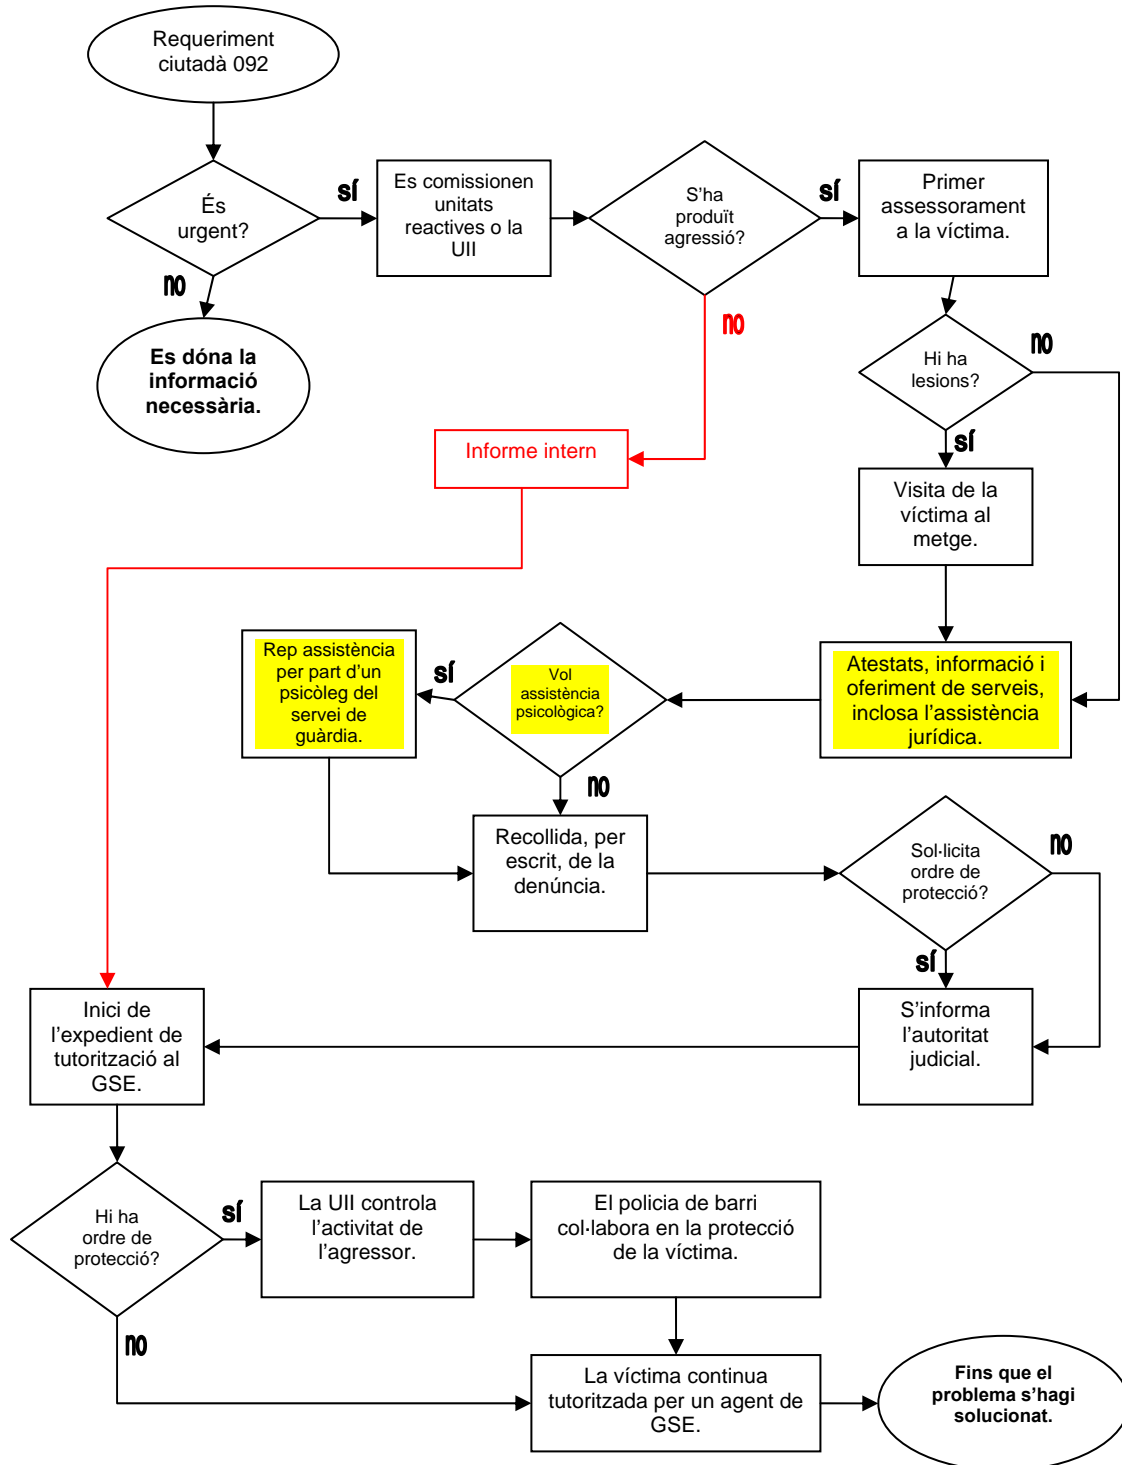 Requeriment
ciutadà 092
És
urgent?
sí
Es comissionen
unitats
reactives o la
UII
S’ha
produït
agressió?
sí
Primer
assessorament
a la víctima.
no
Es dóna la
informació
necessària.
no
Hi ha
lesions?
no
sí
Informe intern
Visita de la
víctima al
metge.
Rep assistència
per part d’un
psicòleg del
servei de
guàrdia.
sí
Vol
assistència
psicològica?
Atestats, informació i
oferiment de serveis,
inclosa l’assistència
jurídica.
no
Recollida, per
escrit, de la
denúncia.
Sol·licita
ordre de
protecció?
no
sí
Inici de
l’expedient de
tutorització al
GSE.
S’informa
l’autoritat
judicial.
Hi ha
ordre de
protecció?
sí
La UII controla
l’activitat de
l’agressor.
El policia de barri
col·labora en la protecció
de la víctima.
no
La víctima continua
tutoritzada per un agent de
GSE.
Fins que el
problema s’hagi
solucionat.